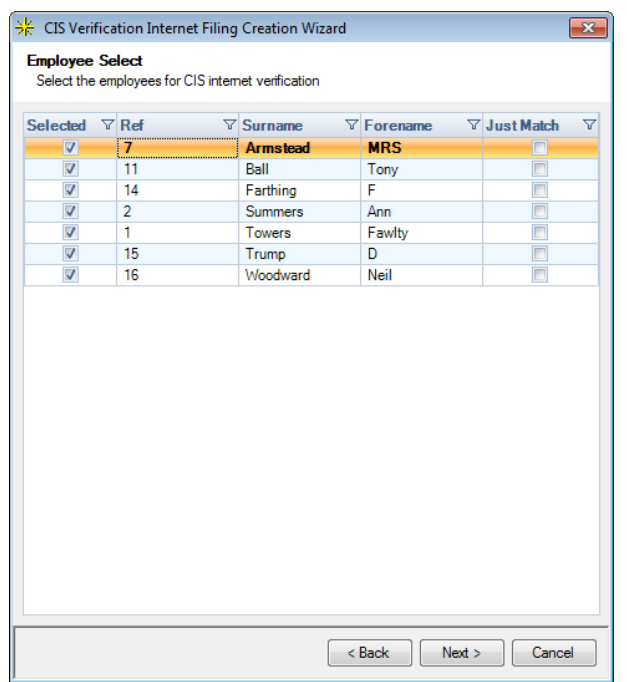 CIS Verification Internet Filing Creation Wizard
Employee Select
Select the employees for CIS internet verification
Selected Ref Surname Forename Just Match
7 Armstead MRS
11 Ball Tony
14 Farthing F
2 Summers Ann
1 Towers Fawlty
15 Trump D
16 Woodward Neil
< Back Next > Cancel